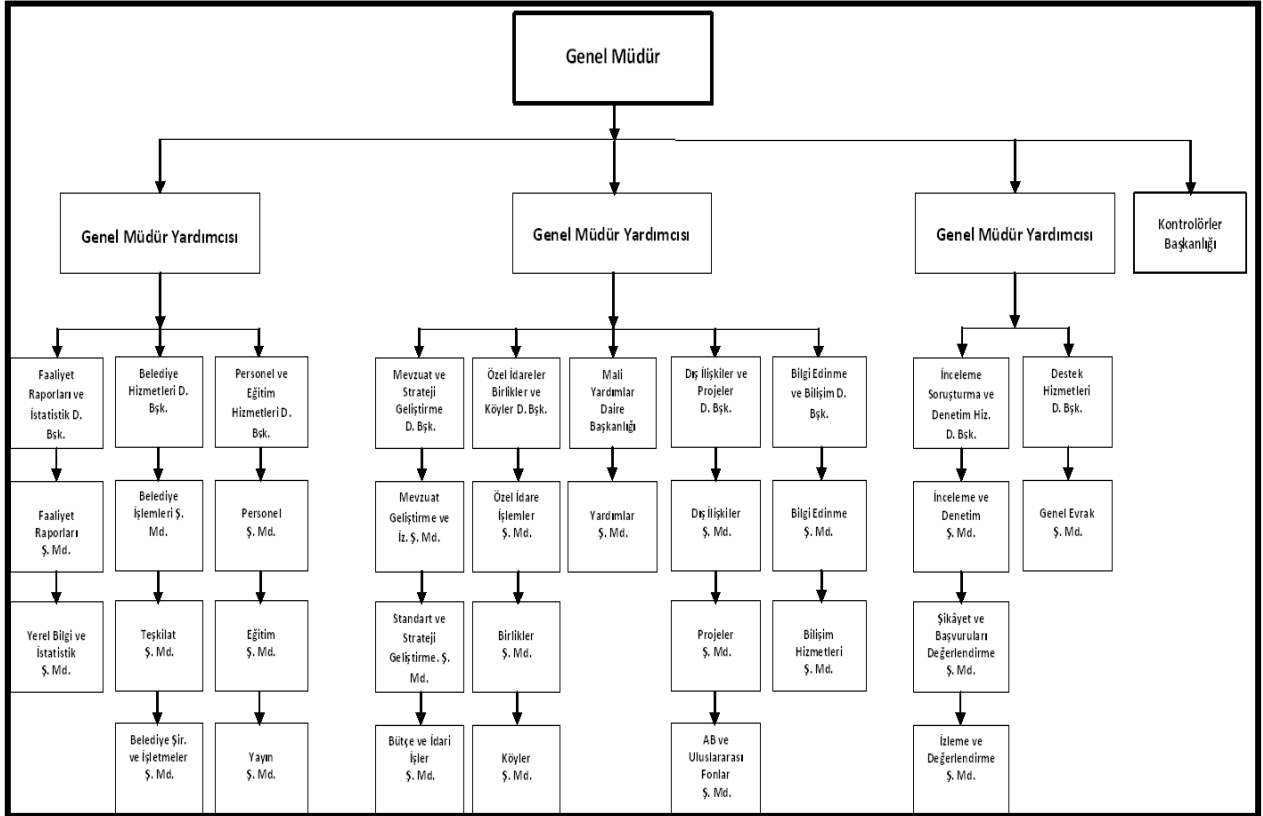 Genel Müdür
Genel Müdür Yardımcısı
Genel Müdür Yardımcısı
Genel Müdür Yardımcısı
Kontrolörler
Başkanlığı
Faaliyet
Raporları ve
İstatistik D.
Bşk.
Belediye
Hizmetleri D.
Bşk.
Personel ve
Eğitim
Hizmetleri D.
Bşk.
Mevzuat ve
Strateji
Geliştirme
D. Bşk.
Özel İdareler
Birlikler ve
Köyler D. Bşk.
Mali
Yardımlar
Daire
Başkanlığı
Dış İlişkiler ve
Projeler
D. Bşk.
Bilgi Edinme
ve Bilişim D.
Bşk.
İnceleme
Soruşturma ve
Denetim Hiz.
D. Bşk.
Destek
Hizmetleri
D. Bşk.
Faaliyet
Raporları
Ş. Md.
Belediye
İşlemleri Ş.
Md.
Personel
Ş. Md.
Mevzuat
Geliştirme ve
İz. Ş. Md.
Özel İdare
İşlemler
Ş. Md.
Yardımlar
Ş. Md.
Dış İlişkiler
Ş. Md.
Bilgi Edinme
Ş. Md.
İnceleme ve
Denetim
Ş. Md.
Genel Evrak
Ş. Md.
Yerel Bilgi ve
İstatistik
Ş. Md.
Teşkilat
Ş. Md.
Eğitim
Ş. Md.
Standart ve
Strateji
Geliştirme. Ş.
Md.
Birlikler
Ş. Md.
Projeler
Ş. Md.
Bilişim
Hizmetleri
Ş. Md.
Şikâyet ve
Başvuruları
Değerlendirme
Ş. Md.
Belediye Şir.
ve İşletmeler
Ş. Md.
Yayın
Ş. Md.
Bütçe ve İdari
İşler
Ş. Md.
Köyler
Ş. Md.
AB ve
Uluslararası
Fonlar
Ş. Md.
İzleme ve
Değerlendirme
Ş. Md.